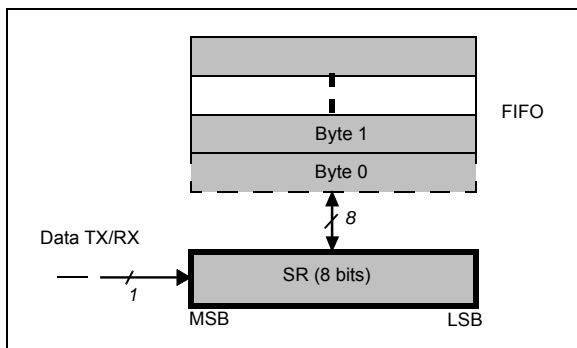 Byte 1
FIFO
Byte 0
8
Data TX/RX
SR (8 bits)
1
MSB
LSB